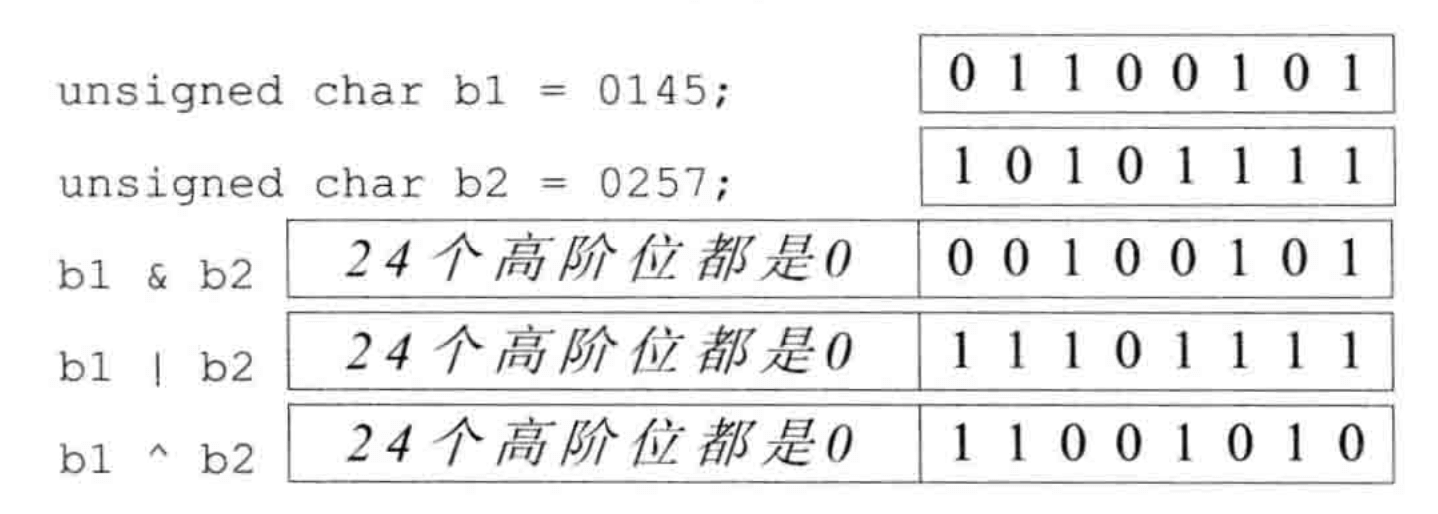 unsigned char b1 = 0145; 0 1 1 0 0 1 0 1
unsigned char b2 = 0257; 1 0 1 0 1 1 1 1
b1 & b2 24个高阶位都是0 0 0 1 0 0 1 0 1
b1 | b2 24个高阶位都是0 1 1 1 0 1 1 1 1
b1 ^ b2 24个高阶位都是0 1 1 0 0 1 0 1 0